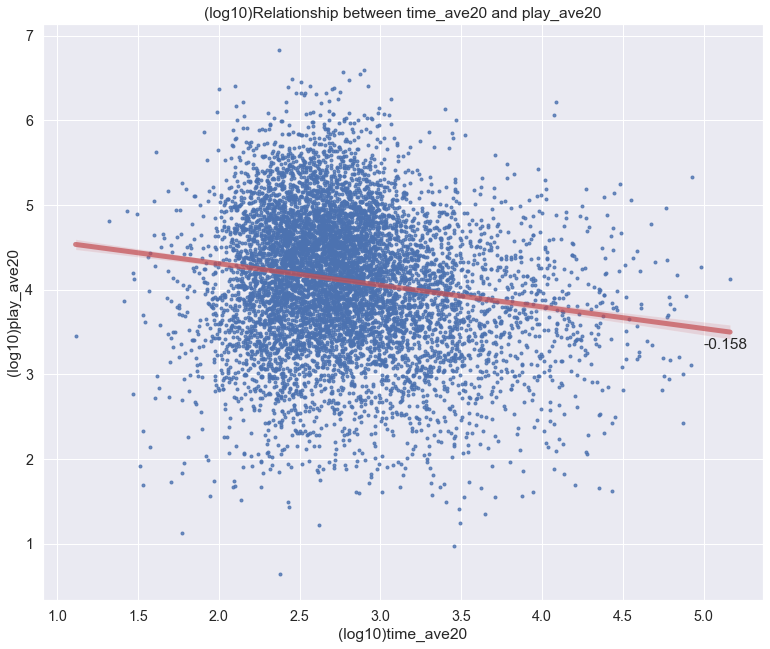 (log10)Relationship between time_ave20 and play_ave20
7
6
5
4
3
2
1
(log10)play_ave20
-0.158
1.0 1.5 2.0 2.5 3.0 3.5 4.0 4.5 5.0
(log10)time_ave20